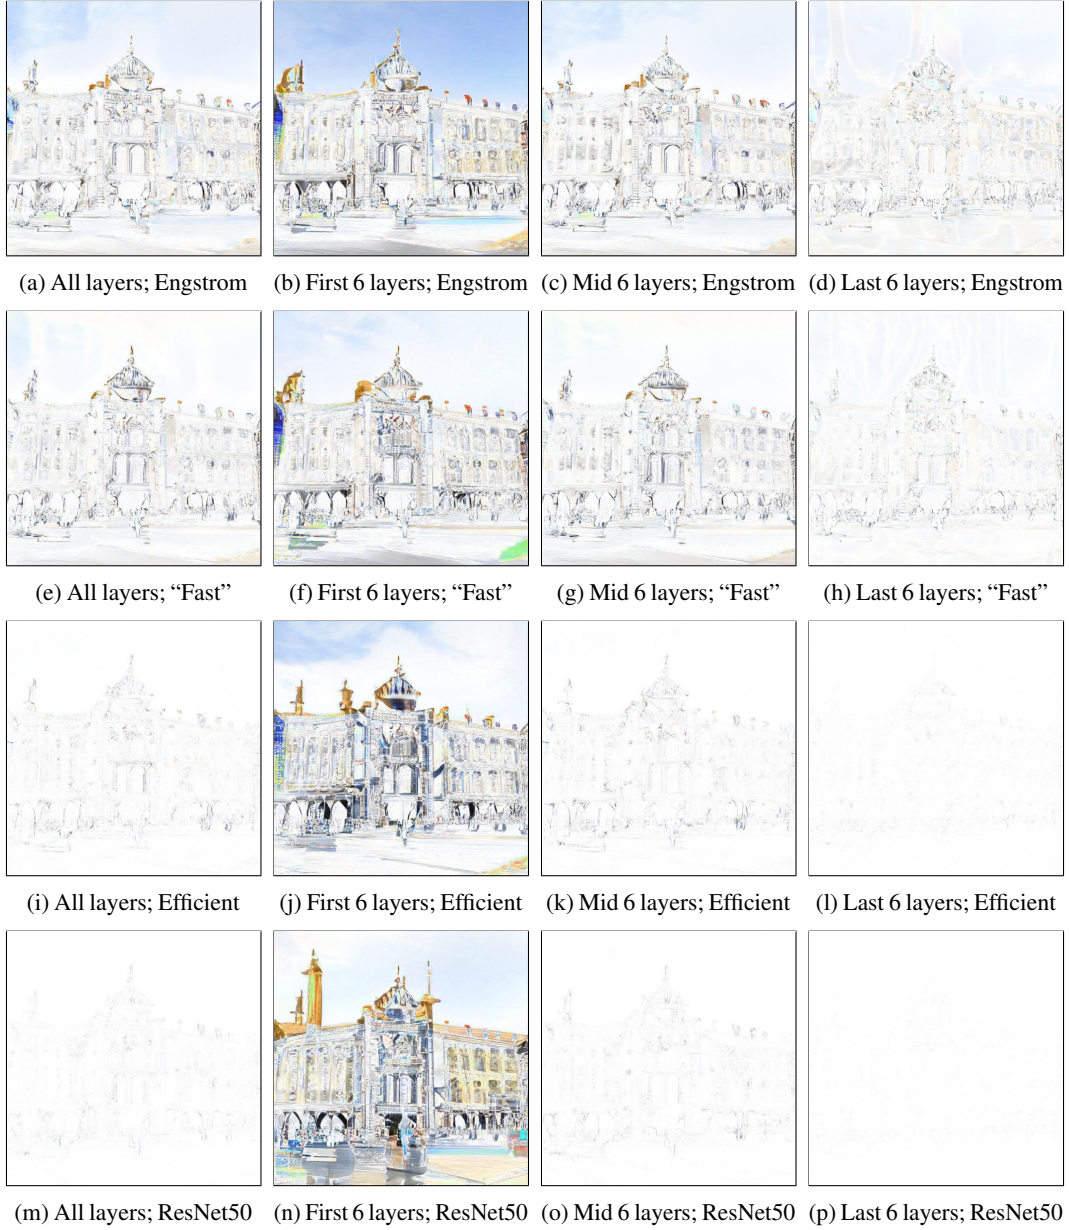 (a) All layers; Engstrom
(b) First 6 layers; Engstrom
(c) Mid 6 layers; Engstrom
(d) Last 6 layers; Engstrom
(e) All layers; “Fast”
(f) First 6 layers; “Fast”
(g) Mid 6 layers; “Fast”
(h) Last 6 layers; “Fast”
(i) All layers; Efficient
(j) First 6 layers; Efficient
(k) Mid 6 layers; Efficient
(l) Last 6 layers; Efficient
(m) All layers; ResNet50
(n) First 6 layers; ResNet50
(o) Mid 6 layers; ResNet50
(p) Last 6 layers; ResNet50